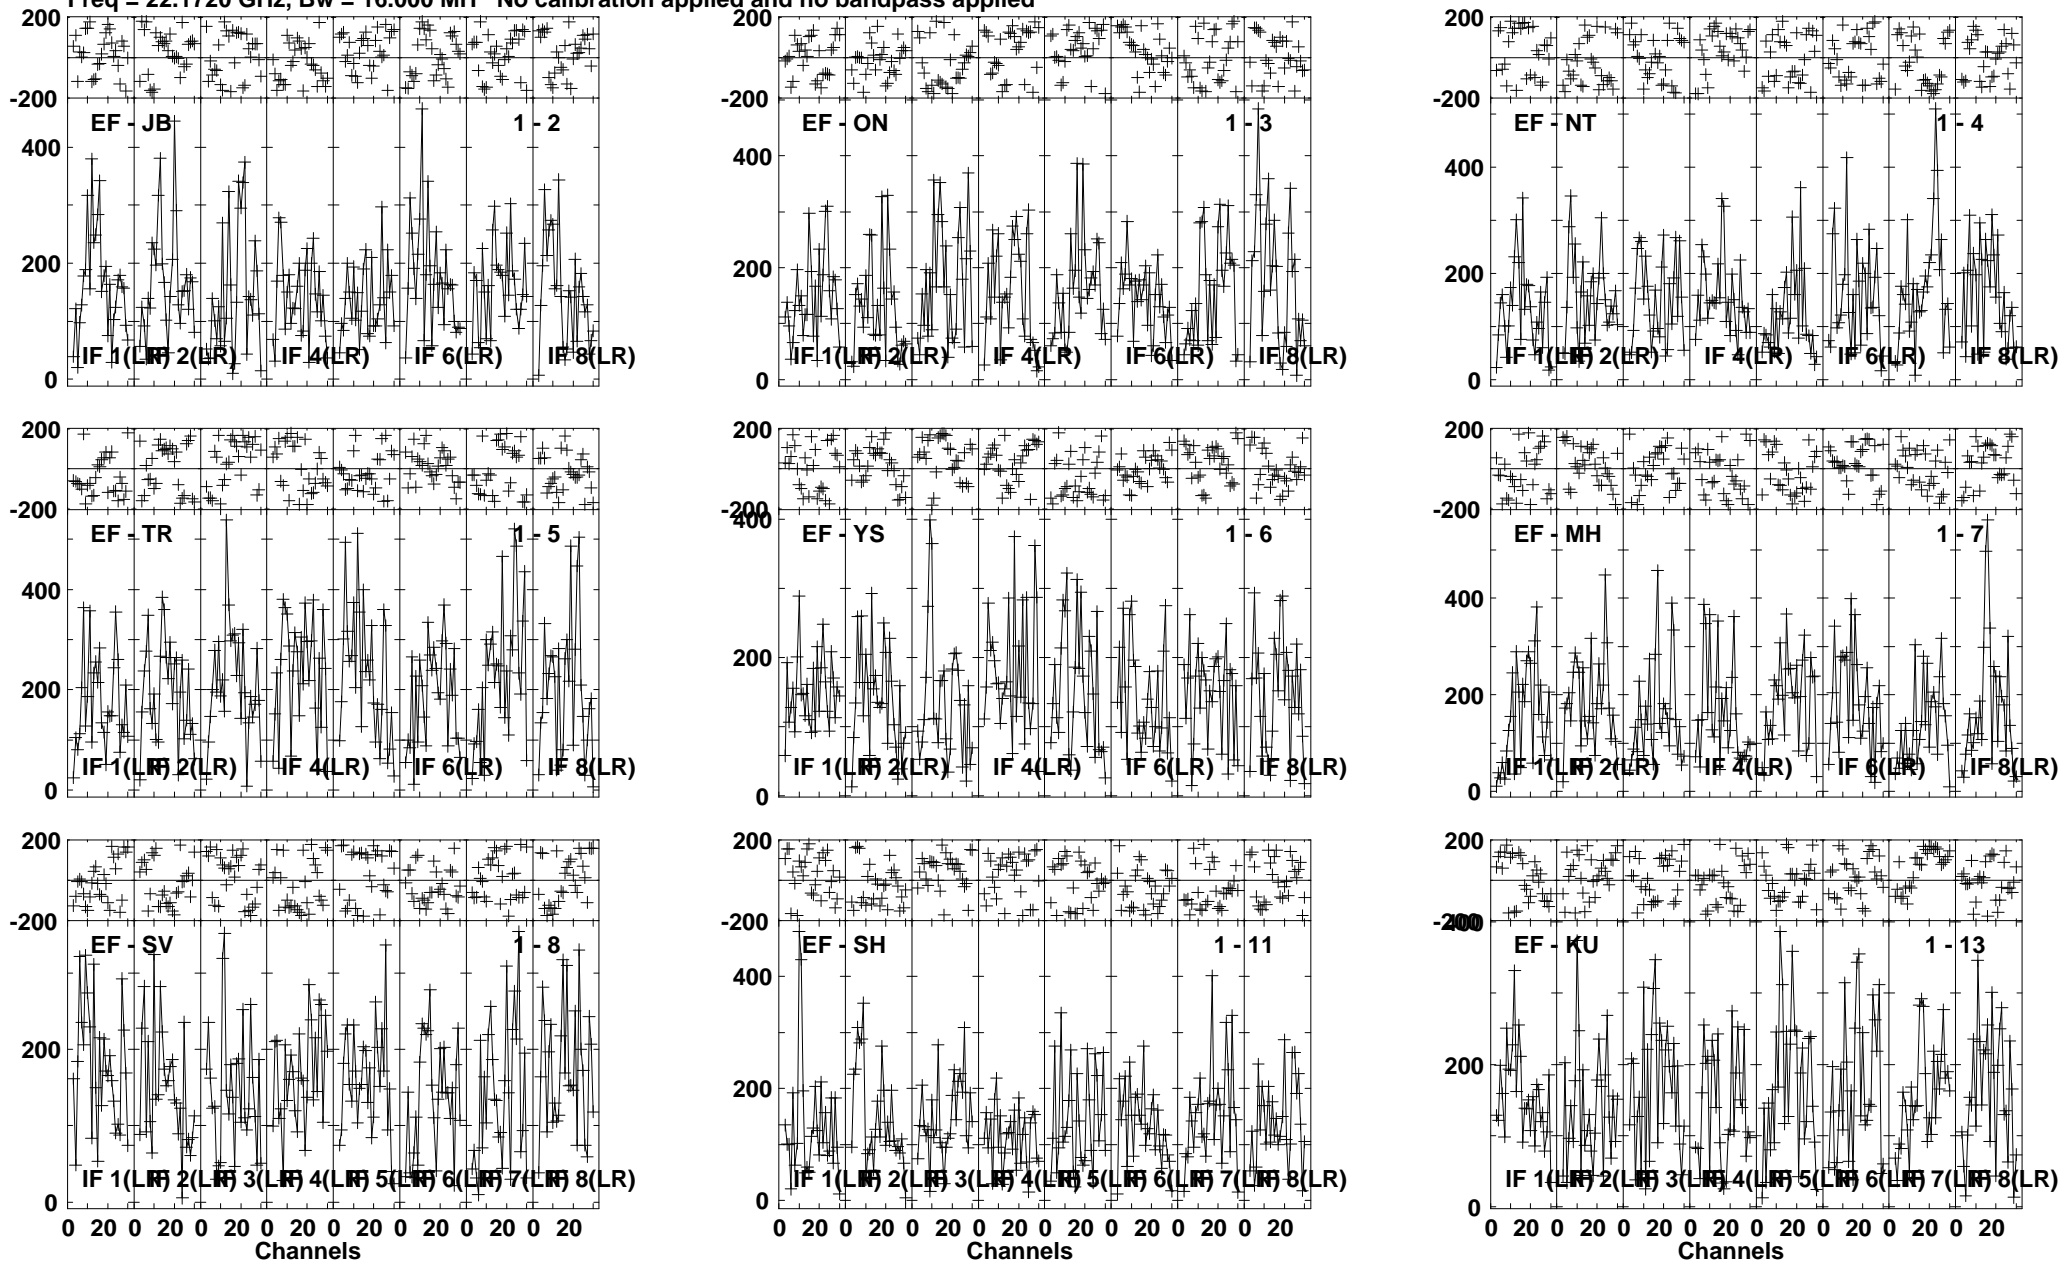 Freq = 22.1720 GHz, Bw = 16.000 MH No calibration applied and no bandpass applied
200 200 200
-200 -200 -200
EF - JB 1 - 2 EF - ON 1 - 3 EF - NT 1 - 4
400 400 400
200 200 200
IF 1(LR) IF 2(LR) IF 4(LR) IF 6(LR) IF 8(LR) IF 1(LR) IF 2(LR) IF 4(LR) IF 6(LR) IF 8(LR) IF 1(LR) IF 2(LR) IF 4(LR) IF 6(LR) IF 8(LR)
0 0 0
200 200 200
-200 -200 -200
EF - TR 1 - 5 EF - YS 1 - 6 EF - MH 1 - 7
400 400 400
200 200 200
IF 1(LR) IF 2(LR) IF 4(LR) IF 6(LR) IF 8(LR) IF 1(LR) IF 2(LR) IF 4(LR) IF 6(LR) IF 8(LR) IF 1(LR) IF 2(LR) IF 4(LR) IF 6(LR) IF 8(LR)
0 0 0
200 200 200
-200 -200 -200
EF - SV 1 - 8 EF - SH 1 - 11 EF - KU 1 - 13
400 400
200 200 200
IF 1(LR) IF 2(LR) IF 3(LR) IF 4(LR) IF 5(LR) IF 6(LR) IF 7(LR) IF 8(LR) IF 1(LR) IF 2(LR) IF 3(LR) IF 4(LR) IF 5(LR) IF 6(LR) IF 7(LR) IF 8(LR) IF 1(LR) IF 2(LR) IF 3(LR) IF 4(LR) IF 5(LR) IF 6(LR) IF 7(LR) IF 8(LR)
0 0 0
0 20 0 20 0 20 0 20 0 20 0 20 0 20 0 20 0 20 0 20 0 20 0 20 0 20 0 20 0 20 0 20 0 20 0 20 0 20 0 20 0 20 0 20 0 20 0 20
Channels Channels